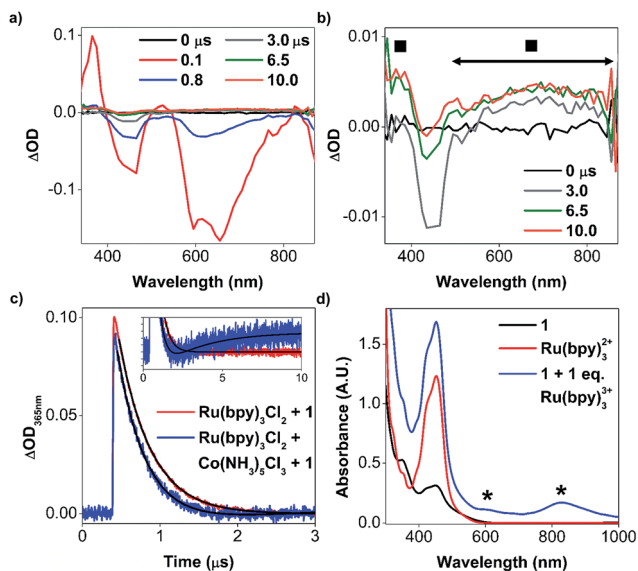 a)
0.1
0.0
-0.1
ΔOD
0 µs 3.0 µs
0.1 6.5
0.8 10.0
400 600 800
Wavelength (nm)
b)
0.01
0.00
-0.01
ΔOD
0 µs
3.0
6.5
10.0
400 600 800
Wavelength (nm)
c)
0.10
0.05
0.00
ΔOD365nm
0 5 10
Ru(bpy)3Cl2 + 1
Ru(bpy)3Cl2 +
Co(NH3)5Cl3 + 1
0 1 2 3
Time (µs)
d)
1.5
1.0
0.5
0.0
Absorbance (A.U.)
1
Ru(bpy)3 2+
1 + 1 eq.
Ru(bpy)3 3+
* *
400 600 800 1000
Wavelength (nm)